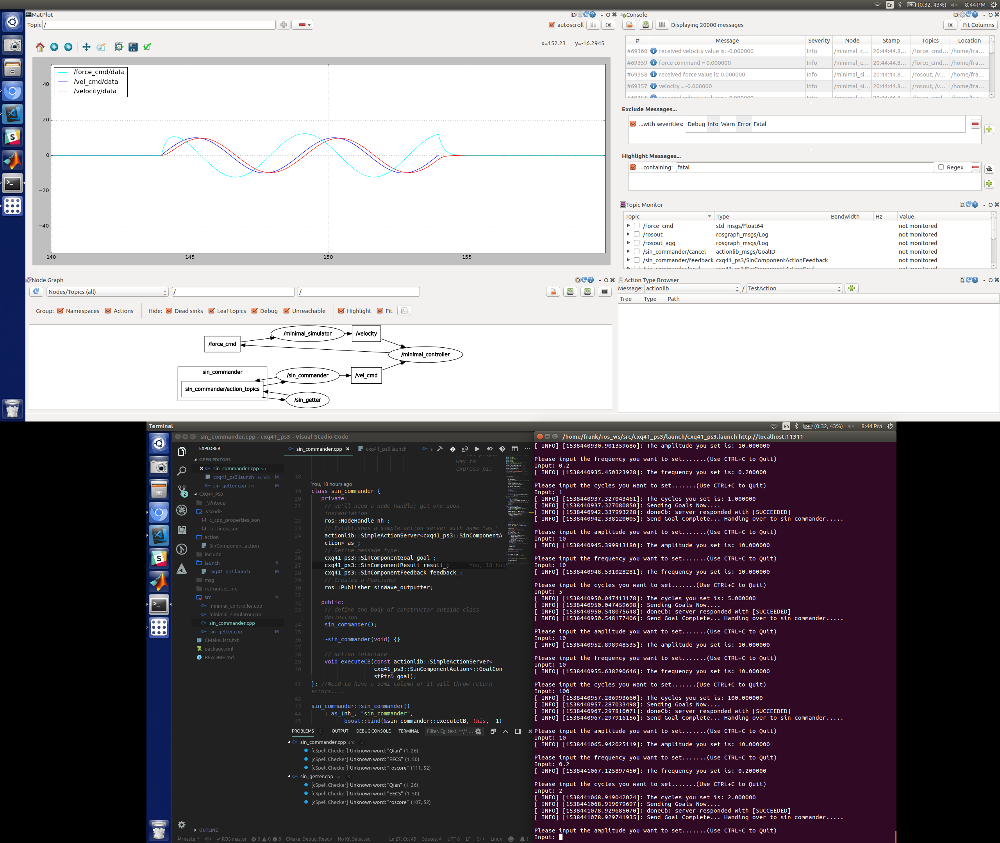 (0:32, 43%) 8:44 PM
En
MatPlot
Topic /
autoscroll
x=152.23 y=-16.2945
/force_cmd/data
/vel_cmd/data
/velocity/data
40
20
0
−20
−40
140 145 150 155
Console
Displaying 20000 messages
Fit Columns
# Message Severity Node Stamp Topics Location
#69360 received velocity value is: -0.000000 Info /minimal_c... 20:44:44.8... /force_cmd... /home/fra...
#69359 force command = 0.000000 Info /minimal_c... 20:44:44.8... /force_cmd... /home/fra...
#69358 received force value is: 0.000000 Info /minimal_si... 20:44:44.8... /rosout, /v... /home/fra...
#69357 velocity = -0.000000 Info /minimal_si... 20:44:44.8... /rosout, /v... /home/fra...
Exclude Messages...
...with severities: Debug Info Warn Error Fatal
Highlight Messages...
...containing: fatal Regex
Topic Monitor
Topic Type Bandwidth Hz Value
/force_cmd std_msgs/Float64 not monitored
/rosout rosgraph_msgs/Log not monitored
/rosout_agg rosgraph_msgs/Log not monitored
/sin_commander/cancel actionlib_msgs/GoalID not monitored
/sin_commander/feedback cxq41_ps3/SinComponentActionFeedback not monitored
Node Graph
Nodes/Topics (all) / /
Group: Namespaces Actions Hide: Dead sinks Leaf topics Debug Unreachable Highlight Fit
/force_cmd
/minimal_simulator
/velocity
/minimal_controller
sin_commander
sin_commander/action_topics
/sin_commander
/vel_cmd
/sin_getter
Action Type Browser
Message: actionlib / TestAction
Tree Type Path
Terminal
En (0:32, 43%) 8:44 PM
sin_commander.cpp - cxq41_ps3 - Visual Studio Code
EXPLORER
OPEN EDITORS
sin_commander.cpp src
cxq41_ps3.launch launch M
sin_getter.cpp src M
CXQ41_PS3
_Writeup
.vscode
c_cpp_properties.json
settings.json
action
SinComponent.action
include
launch
cxq41_ps3.launch M
msg
rqt-gui setting
src
minimal_controller.cpp
minimal_simulator.cpp
sin_commander.cpp
sin_getter.cpp M
CMakeLists.txt
package.xml
README.md
OUTLINE
2
sin_commander.cpp cxq41_ps3.launch s
way to
express pi!
18
You, 18 hours ago
19 class sin_commander {
20 private:
21 // we'll need a node handle; get one upon
instantiation
22 ros::NodeHandle nh_;
23 // Establishes a simple action server with name "as_"
24 actionlib::SimpleActionServer<cxq41_ps3::SinComponentA
ction> as_;
25 // Define message type:
26 cxq41_ps3::SinComponentGoal goal_;
27 cxq41_ps3::SinComponentResult result_; You, 18 hou
28 cxq41_ps3::SinComponentFeedback feedback_;
29 // Creates a Publisher
30 ros::Publisher sinWave_outputter;
31
32 public:
33 // define the body of constructor outside class
definition
34 sin_commander();
35
36 ~sin_commander(void) {}
37
38 // action interface
39 void executeCB(const actionlib::SimpleActionServer<
40 cxq41_ps3::SinComponentAction>::GoalCon
stPtr& goal);
41 }; //Need to have a semi-column or it will throw return
errors....
42
43 sin_commander::sin_commander()
44 : as_(nh_, "sin_commander",
45 boost::bind(&sin_commander::executeCB, this, _1)
PROBLEMS 6 OUTPUT DEBUG CONSOLE TERMINAL Filter. Eg: text, **/*....
sin_commander.cpp src 3
[cSpell Checker] Unknown word: "Qian" (1, 26)
[cSpell Checker] Unknown word: "EECS" (1, 50)
[cSpell Checker] Unknown word: "roscore" (111, 52)
sin_getter.cpp src 3
[cSpell Checker] Unknown word: "Qian" (1, 26)
[cSpell Checker] Unknown word: "EECS" (1, 50)
[cSpell Checker] Unknown word: "roscore" (107, 52)
master* ROS master 0 0 6 CMake: Debug: Ready No Kit Selected Ln 27, Col 43 Spaces: 4 UTF-8 LF C++ Linux 1
/home/frank/ros_ws/src/cxq41_ps3/launch/cxq41_ps3.launch http://localhost:11311
[ INFO] [1538440930.901359686]: The amplitude you set is: 10.000000
Please input the frequency you want to set.......(Use CTRL+C to Quit)
Input: 0.2
[ INFO] [1538440935.450323928]: The frequency you set is: 0.200000
Please input the cycles you want to set.......(Use CTRL+C to Quit)
Input: 1
[ INFO] [1538440937.327043461]: The cycles you set is: 1.000000
[ INFO] [1538440937.327080850]: Sending Goals Now....
[ INFO] [1538440942.337993228]: doneCb: server responded with [SUCCEEDED]
[ INFO] [1538440942.338120005]: Send Goal Complete... Handing over to sin commander.....
Please input the amplitude you want to set.......(Use CTRL+C to Quit)
Input: 10
[ INFO] [1538440945.399913180]: The amplitude you set is: 10.000000
Please input the frequency you want to set.......(Use CTRL+C to Quit)
Input: 10
[ INFO] [1538440948.531028281]: The frequency you set is: 10.000000
Please input the cycles you want to set.......(Use CTRL+C to Quit)
Input: 5
[ INFO] [1538440950.047413178]: The cycles you set is: 5.000000
[ INFO] [1538440950.047459698]: Sending Goals Now....
[ INFO] [1538440950.548075648]: doneCb: server responded with [SUCCEEDED]
[ INFO] [1538440950.548177406]: Send Goal Complete... Handing over to sin commander.....
Please input the amplitude you want to set.......(Use CTRL+C to Quit)
Input: 10
[ INFO] [1538440952.898948535]: The amplitude you set is: 10.000000
Please input the frequency you want to set.......(Use CTRL+C to Quit)
Input: 10
[ INFO] [1538440955.638290646]: The frequency you set is: 10.000000
Please input the cycles you want to set.......(Use CTRL+C to Quit)
Input: 100
[ INFO] [1538440957.286993660]: The cycles you set is: 100.000000
[ INFO] [1538440957.287033498]: Sending Goals Now....
[ INFO] [1538440967.297810071]: doneCb: server responded with [SUCCEEDED]
[ INFO] [1538440967.297916156]: Send Goal Complete... Handing over to sin commander.....
Please input the amplitude you want to set.......(Use CTRL+C to Quit)
Input: 10
[ INFO] [1538441065.942025119]: The amplitude you set is: 10.000000
Please input the frequency you want to set.......(Use CTRL+C to Quit)
Input: 0.2
[ INFO] [1538441067.125897450]: The frequency you set is: 0.200000
Please input the cycles you want to set.......(Use CTRL+C to Quit)
Input: 2
[ INFO] [1538441068.919042024]: The cycles you set is: 2.000000
[ INFO] [1538441068.919079697]: Sending Goals Now....
[ INFO] [1538441078.929685070]: doneCb: server responded with [SUCCEEDED]
[ INFO] [1538441078.929741935]: Send Goal Complete... Handing over to sin commander.....
Please input the amplitude you want to set.......(Use CTRL+C to Quit)
Input: